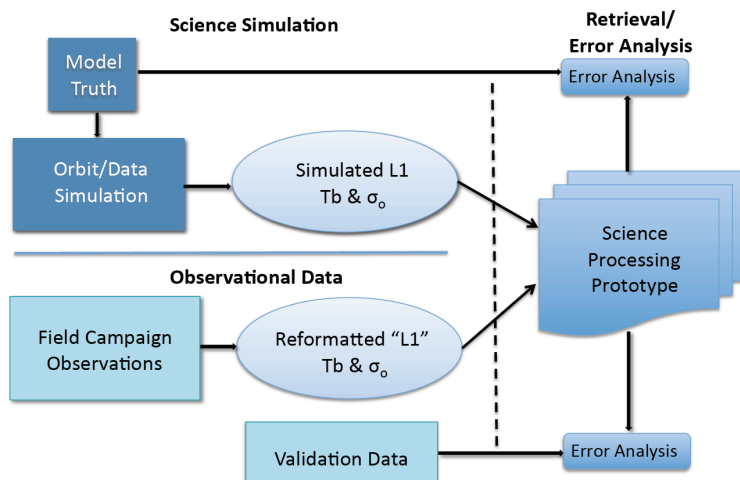 Science Simulation
Retrieval/
Error Analysis
Model
Truth
Error Analysis
Orbit/Data
Simulation
Simulated L1
Tb & σₒ
Science
Processing
Prototype
Observational Data
Field Campaign
Observations
Reformatted “L1”
Tb & σₒ
Validation Data
Error Analysis